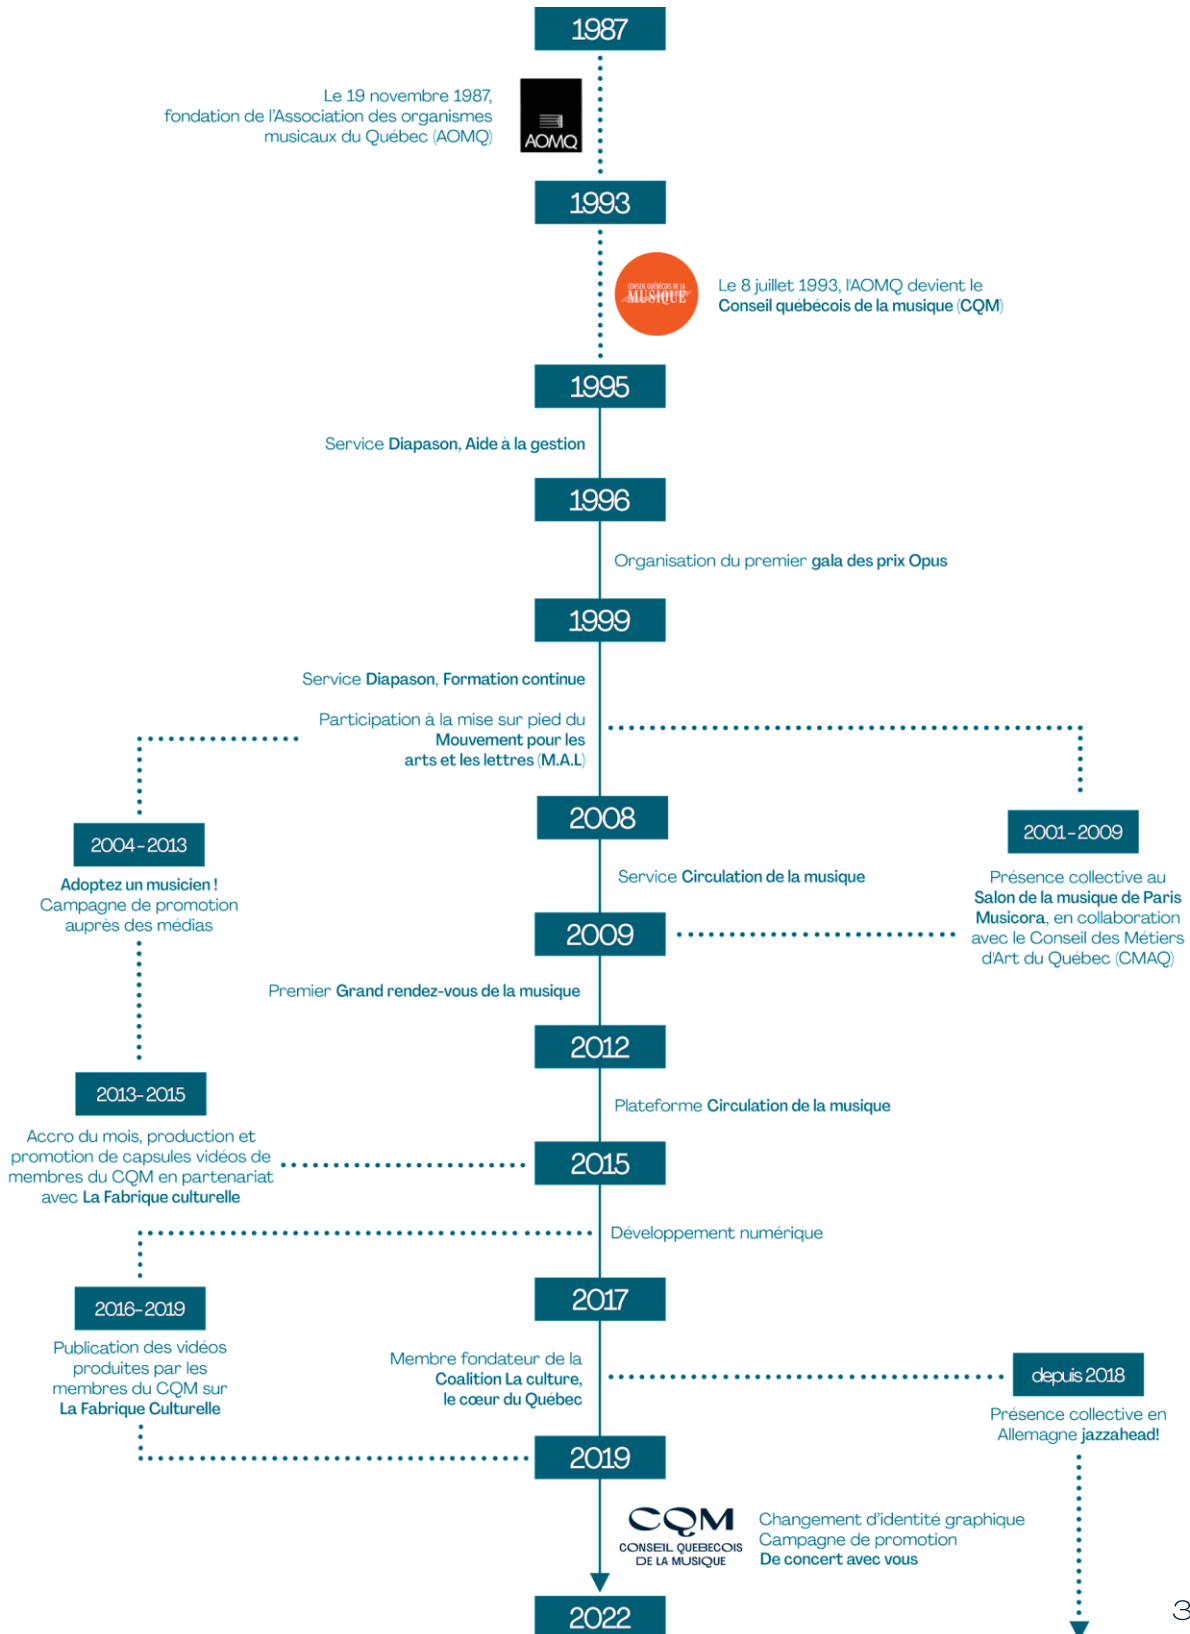 1987
Le 19 novembre 1987,
fondation de l'Association des organismes
musicaux du Québec (AOMQ)
AOMQ
1993
CONSEIL QUÉBÉCOIS DE LA
MUSIQUE
Le 8 juillet 1993, l'AOMQ devient le
Conseil québécois de la musique (CQM)
1995
Service Diapason, Aide à la gestion
1996
Organisation du premier gala des prix Opus
1999
Service Diapason, Formation continue
Participation à la mise sur pied du
Mouvement pour les
arts et les lettres (M.A.L)
2008
2004-2013
Adoptez un musicien !
Campagne de promotion
auprès des médias
2001-2009
Présence collective au
Salon de la musique de Paris
Musicora, en collaboration
avec le Conseil des Métiers
d'Art du Québec (CMAQ)
Service Circulation de la musique
2009
Premier Grand rendez-vous de la musique
2012
2013-2015
Accro du mois, production et
promotion de capsules vidéos de
membres du CQM en partenariat
avec La Fabrique culturelle
Plateforme Circulation de la musique
2015
Développement numérique
2017
2016-2019
Publication des vidéos
produites par les
membres du CQM sur
La Fabrique Culturelle
Membre fondateur de la
Coalition La culture,
le cœur du Québec
depuis 2018
Présence collective en
Allemagne jazzahead!
2019
CQM
CONSEIL QUEBECOIS
DE LA MUSIQUE
Changement d'identité graphique
Campagne de promotion
De concert avec vous
2022
3